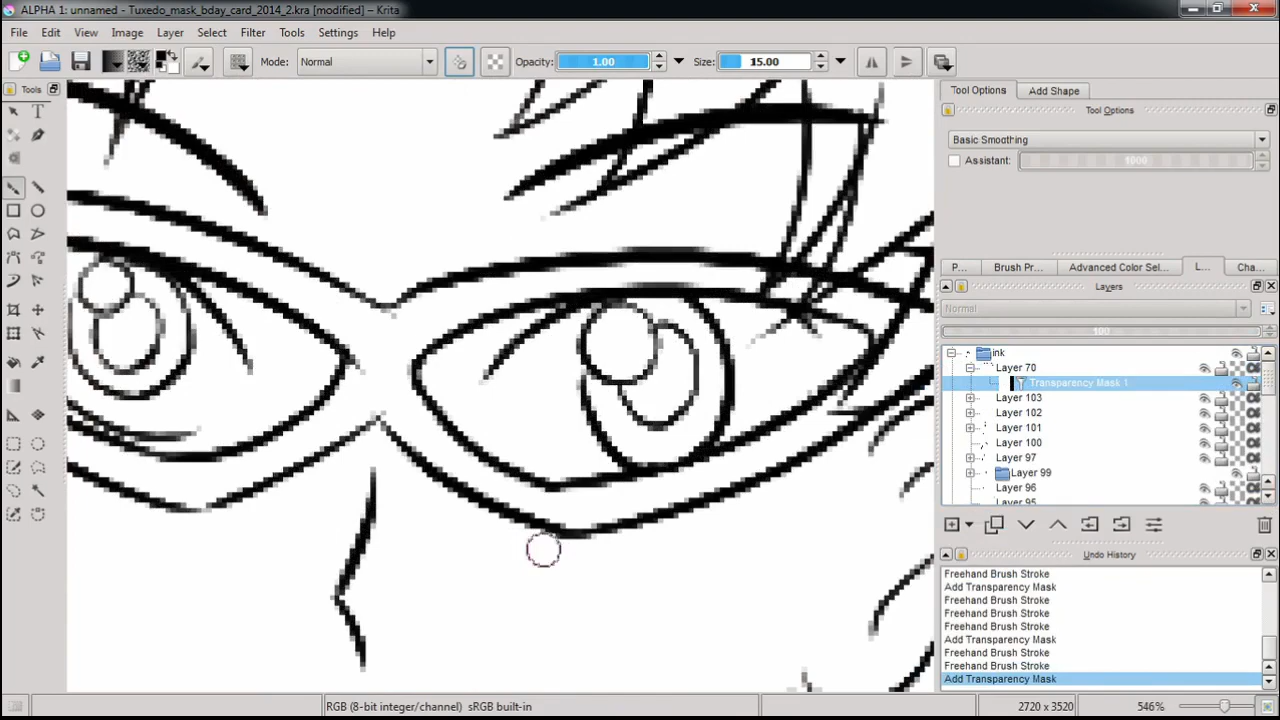 ALPHA 1: unnamed - Tuxedo_mask_bday_card_2014_2.kra [modified] - Krita
File Edit View Image Layer Select Filter Tools Settings Help
Mode: Normal Opacity: 1.00 Size: 15.00
Tools
Tool Options Add Shape
Tool Options
Basic Smoothing
Assistant: 1000
P... Brush Pr... Advanced Color Sel... L... Cha...
Layers
Normal
100
ink
Layer 70
Transparency Mask 1
Layer 103
Layer 102
Layer 101
Layer 100
Layer 97
Layer 99
Layer 96
Layer 95
Undo History
Freehand Brush Stroke
Add Transparency Mask
Freehand Brush Stroke
Freehand Brush Stroke
Freehand Brush Stroke
Add Transparency Mask
Freehand Brush Stroke
Freehand Brush Stroke
Add Transparency Mask
RGB (8-bit integer/channel) sRGB built-in 2720 x 3520 546%